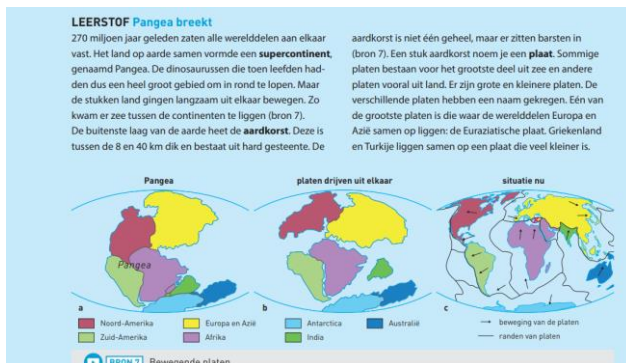 LEERSTOF Pangea breekt
270 miljoen jaar geleden zaten alle werelddelen aan elkaar
vast. Het land op aarde samen vormde een supercontinent,
genaamd Pangea. De dinosaurussen die toen leefden had-
den dus een heel groot gebied om in rond te lopen. Maar
de stukken land gingen langzaam uit elkaar bewegen. Zo
kwam er zee tussen de continenten te liggen (bron 7).
De buitenste laag van de aarde heet de aardkorst. Deze is
tussen de 8 en 40 km dik en bestaat uit hard gesteente. De
aardkorst is niet één geheel, maar er zitten barsten in
(bron 7). Een stuk aardkorst noem je een plaat. Sommige
platen bestaan voor het grootste deel uit zee en andere
platen vooral uit land. Er zijn grote en kleinere platen. De
verschillende platen hebben een naam gekregen. Eén van
de grootste platen is die waar de werelddelen Europa en
Azië samen op liggen: de Euraziatische plaat. Griekenland
en Turkije liggen samen op een plaat die veel kleiner is.
Pangea
platen drijven uit elkaar
situatie nu
Pangea
a
b
c
Noord-Amerika
Europa en Azië
Antarctica
Australië
beweging van de platen
Zuid-Amerika
Afrika
India
randen van platen
BRON 7 Bewegende platen